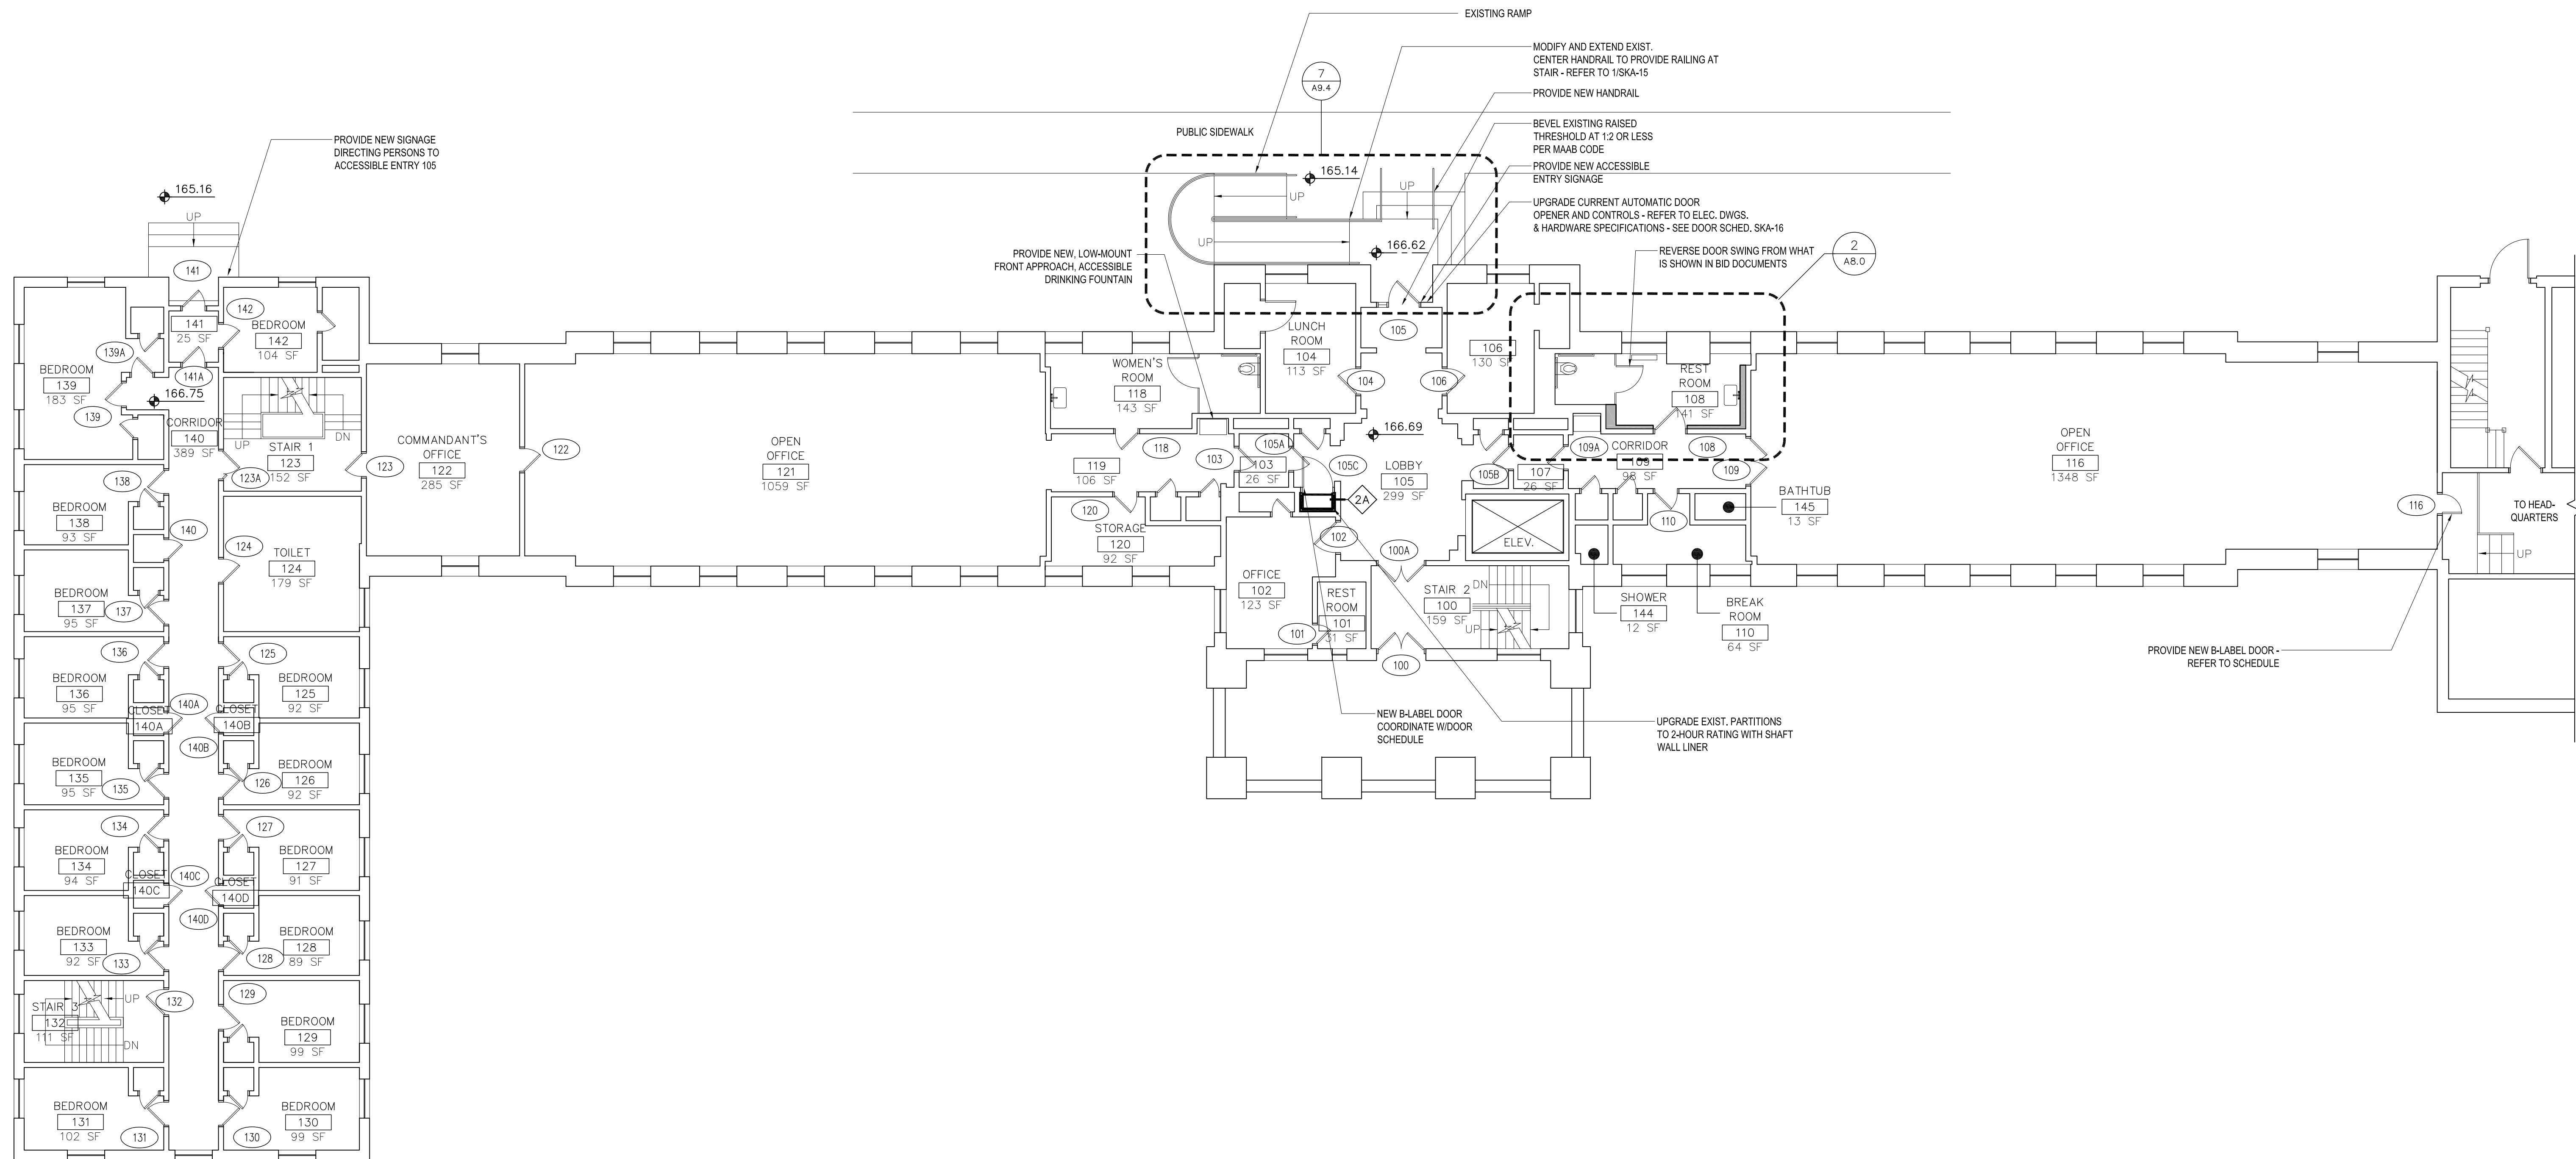 EXISTING RAMP
MODIFY AND EXTEND EXIST.
CENTER HANDRAIL TO PROVIDE RAILING AT
STAIR - REFER TO 1/SKA-15
7
A9.4
PROVIDE NEW HANDRAIL
PUBLIC SIDEWALK
BEVEL EXISTING RAISED
THRESHOLD AT 1:2 OR LESS
PER MAAB CODE
PROVIDE NEW ACCESSIBLE
ENTRY SIGNAGE
UPGRADE CURRENT AUTOMATIC DOOR
OPENER AND CONTROLS - REFER TO ELEC. DWGS.
& HARDWARE SPECIFICATIONS - SEE DOOR SCHED. SKA-16
REVERSE DOOR SWING FROM WHAT
IS SHOWN IN BID DOCUMENTS
2
A8.0
PROVIDE NEW SIGNAGE
DIRECTING PERSONS TO
ACCESSIBLE ENTRY 105
165.16
UP
165.14
UP
UP
UP
166.62
PROVIDE NEW, LOW-MOUNT
FRONT APPROACH, ACCESSIBLE
DRINKING FOUNTAIN
141
142
141
25 SF
BEDROOM
142
104 SF
139A
141A
BEDROOM
139
183 SF
139
166.75
CORRIDOR
140
389 SF
UP
DN
STAIR 1
123
152 SF
123A
123
COMMANDANT'S
OFFICE
122
285 SF
122
OPEN
OFFICE
121
1059 SF
WOMEN'S
ROOM
118
143 SF
118
119
106 SF
103
103
26 SF
105A
105C
LUNCH
ROOM
104
113 SF
104
105
106
106
130 SF
166.69
LOBBY
105
299 SF
105B
107
26 SF
109A
CORRIDOR
109
98 SF
REST
ROOM
108
141 SF
108
109
OPEN
OFFICE
116
1348 SF
116
TO HEAD-
QUARTERS
UP
138
BEDROOM
138
93 SF
140
124
TOILET
124
179 SF
120
STORAGE
120
92 SF
2A
102
100A
ELEV.
110
BATHTUB
145
13 SF
BEDROOM
137
95 SF
137
OFFICE
102
123 SF
REST
ROOM
101
31 SF
101
STAIR 2
100
159 SF
DN
UP
100
SHOWER
144
12 SF
BREAK
ROOM
110
64 SF
PROVIDE NEW B-LABEL DOOR -
REFER TO SCHEDULE
136
BEDROOM
136
95 SF
125
BEDROOM
125
92 SF
140A
CLOSET
140A
CLOSET
140B
140B
NEW B-LABEL DOOR
COORDINATE W/DOOR
SCHEDULE
UPGRADE EXIST. PARTITIONS
TO 2-HOUR RATING WITH SHAFT
WALL LINER
BEDROOM
135
95 SF
135
BEDROOM
126
92 SF
126
134
BEDROOM
134
94 SF
127
BEDROOM
127
91 SF
140C
CLOSET
140C
CLOSET
140D
140D
BEDROOM
133
92 SF
133
BEDROOM
128
89 SF
128
STAIR 3
132
111 SF
UP
DN
132
129
BEDROOM
129
99 SF
BEDROOM
131
102 SF
131
BEDROOM
130
99 SF
130